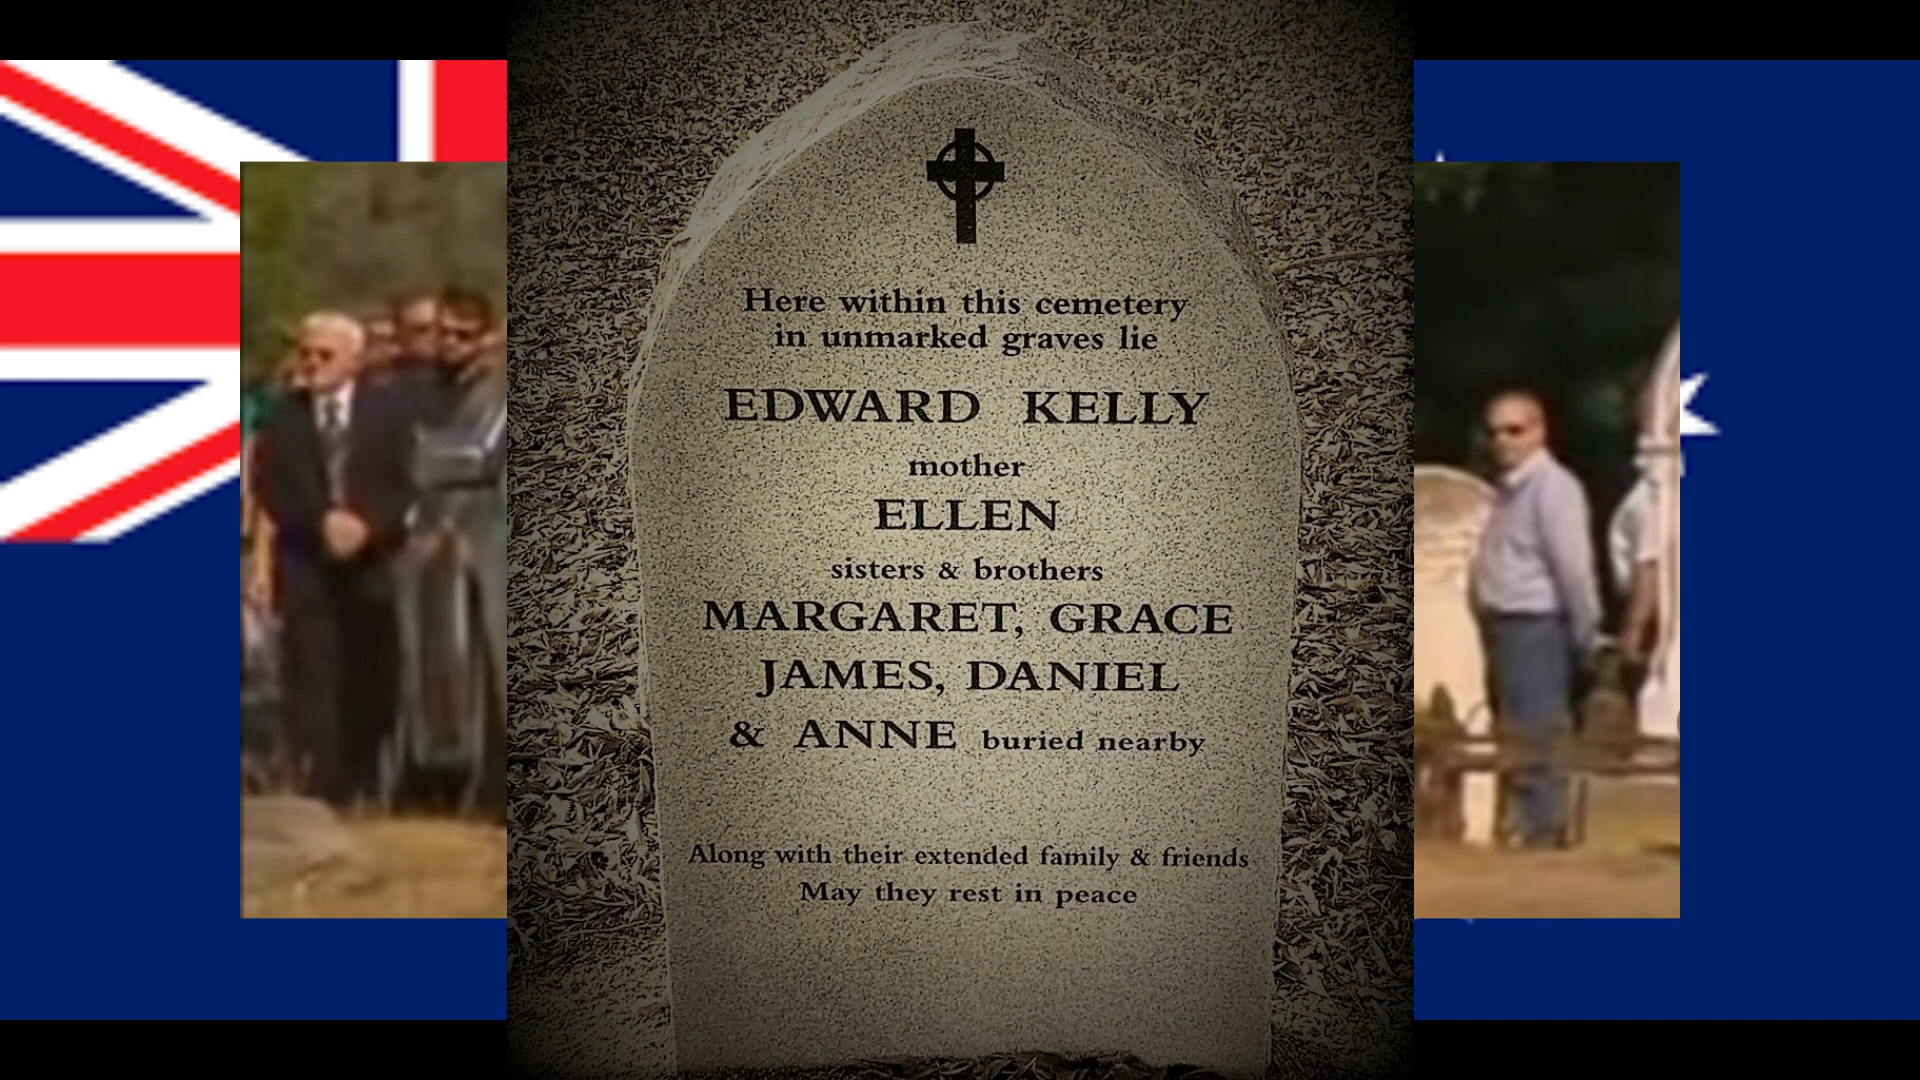 Here within this cemetery
in unmarked graves lie
EDWARD KELLY
mother
ELLEN
sisters & brothers
MARGARET, GRACE
JAMES, DANIEL
& ANNE buried nearby
Along with their extended family & friends
May they rest in peace